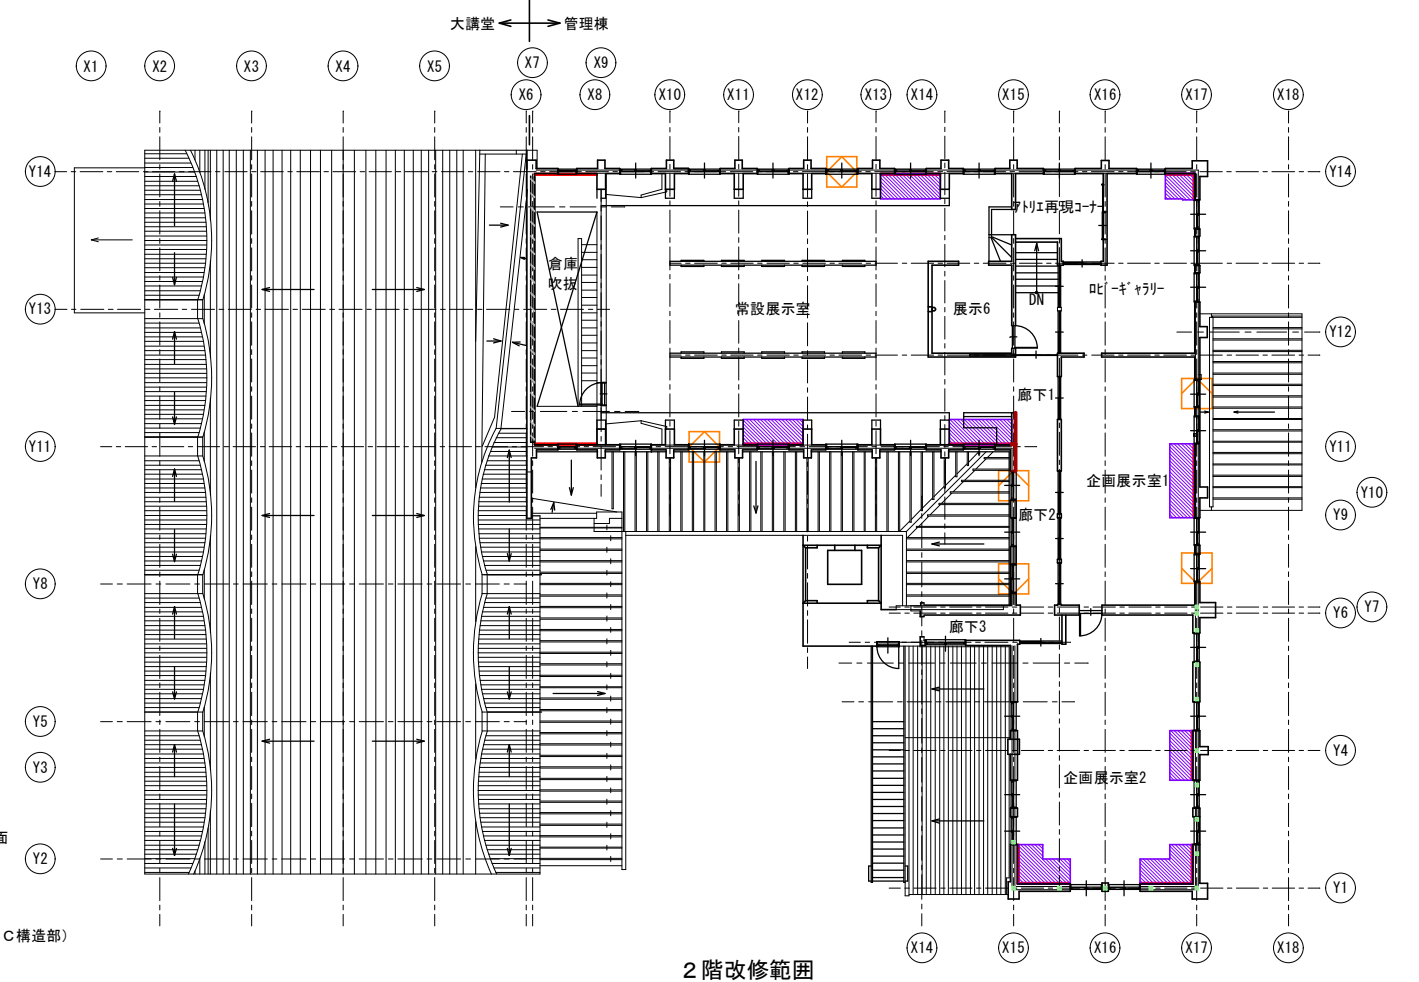 大講堂 管理棟
X1 X2 X3 X4 X5 X7 X9
X6 X8 X10 X11 X12 X13 X14 X15 X16 X17 X18
Y14 Y14
アトリエ再現コーナー
倉庫
吹抜
ロビーギャラリー
DN
Y13 常設展示室 展示6 Y12
廊下1
Y11 Y11
企画展示室1
Y10
廊下2 Y9
Y8
Y7
Y6
廊下3
Y5
Y4
Y3
企画展示室2
面
Y2
Y1
C構造部）
X14 X15 X16 X17 X18
２階改修範囲